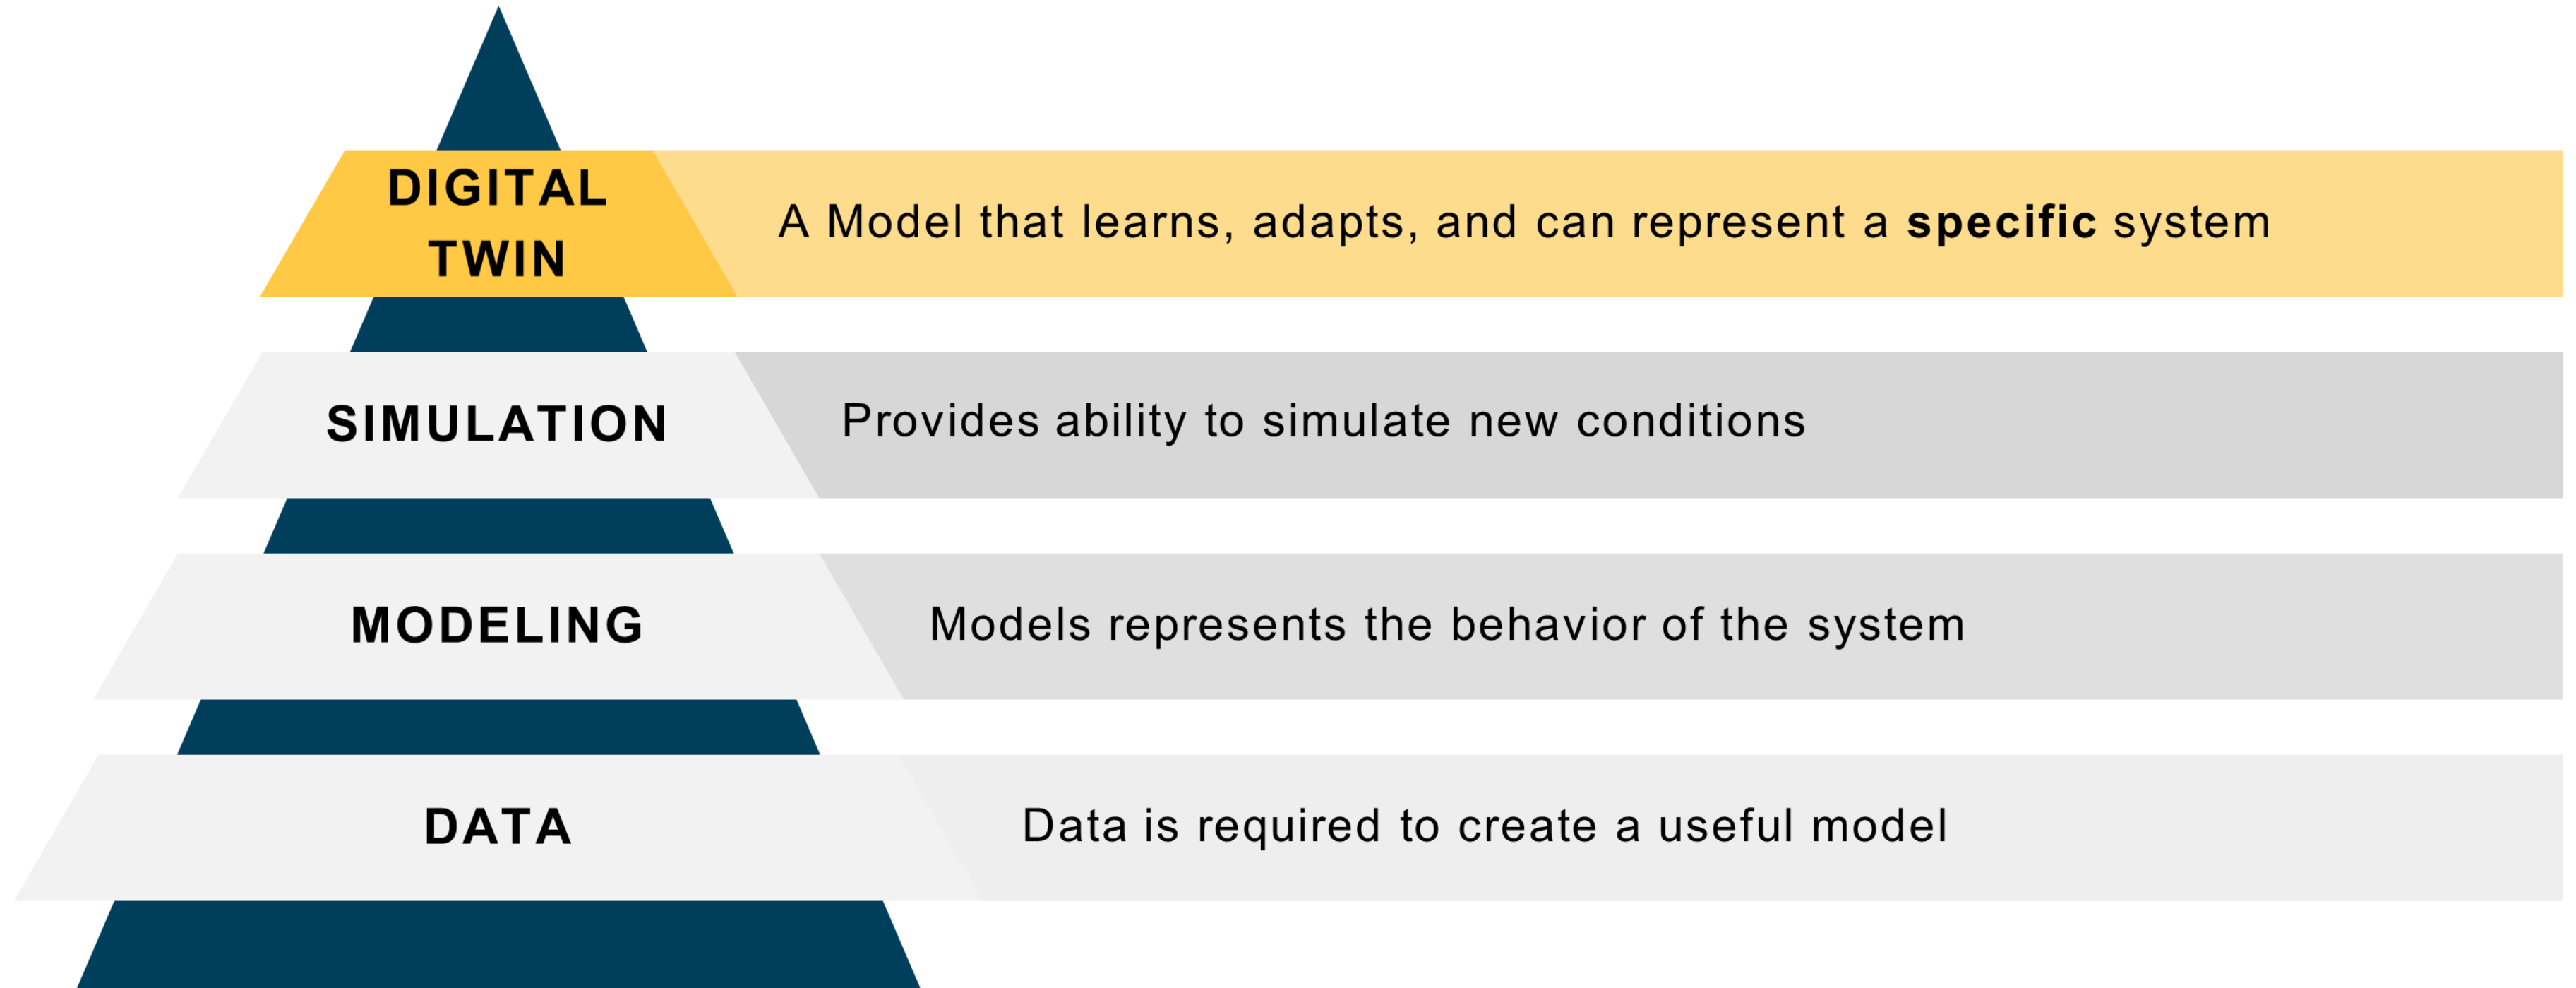 DIGITAL
TWIN
A Model that learns, adapts, and can represent a specific system
SIMULATION
Provides ability to simulate new conditions
MODELING
Models represents the behavior of the system
DATA
Data is required to create a useful model